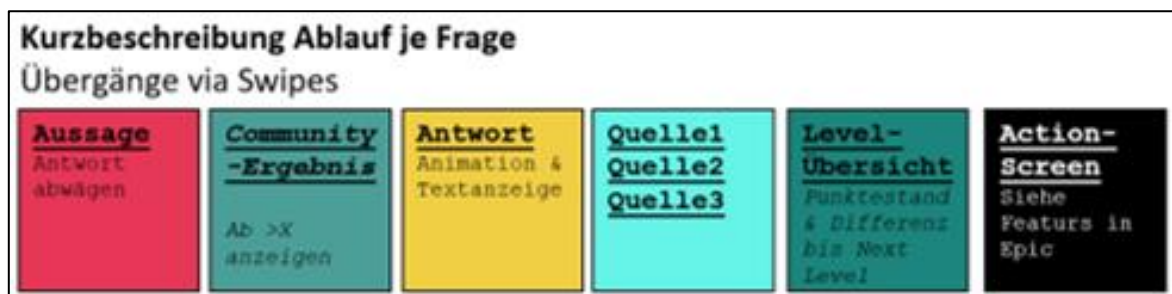 Kurzbeschreibung Ablauf je Frage
Übergänge via Swipes
Aussage
Antwort
abwägen
Community
-Ergebnis
Ab >X
anzeigen
Antwort
Animation &
Textanzeige
Quelle1
Quelle2
Quelle3
Level-
Übersicht
Punktestand
& Differenz
bis Next
Level
Action-
Screen
Siehe
Featurs in
Epic